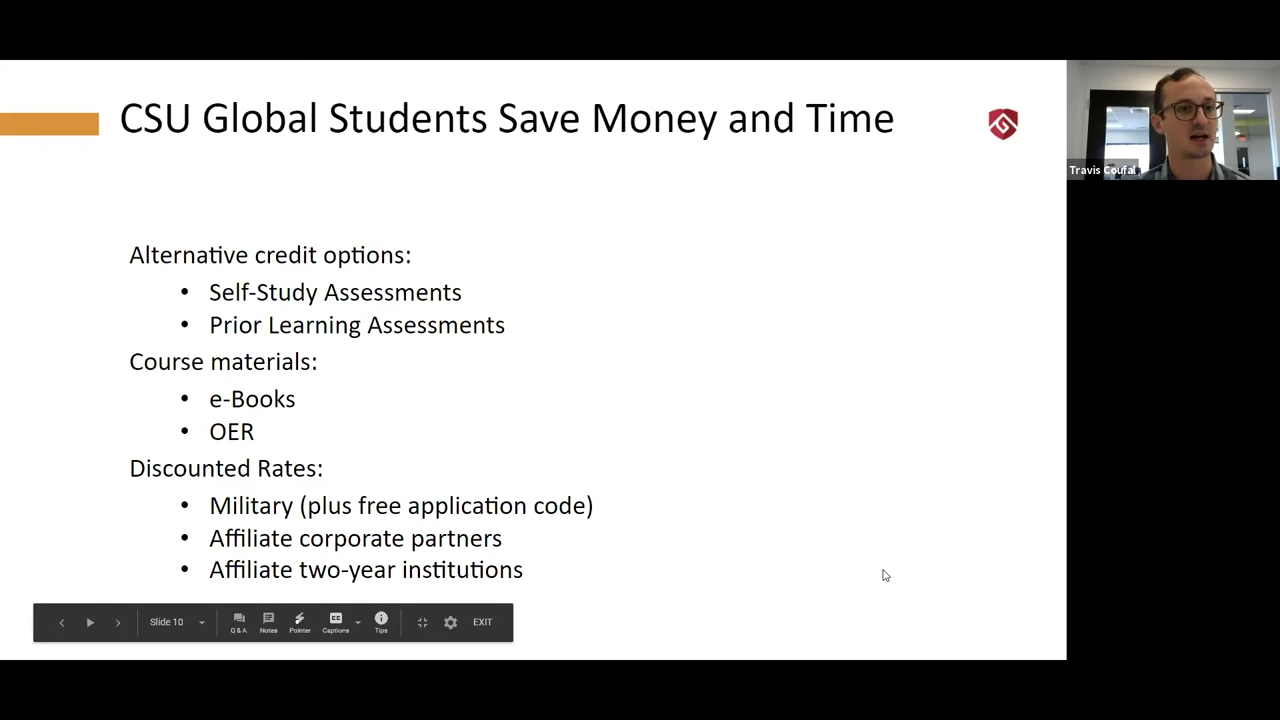 CSU Global Students Save Money and Time
Travis Coufal
Alternative credit options:
• Self-Study Assessments
• Prior Learning Assessments
Course materials:
• e-Books
• OER
Discounted Rates:
• Military (plus free application code)
• Affiliate corporate partners
• Affiliate two-year institutions
Slide 10
Q & A
Notes
Pointer
CC
Captions
Tips
EXIT